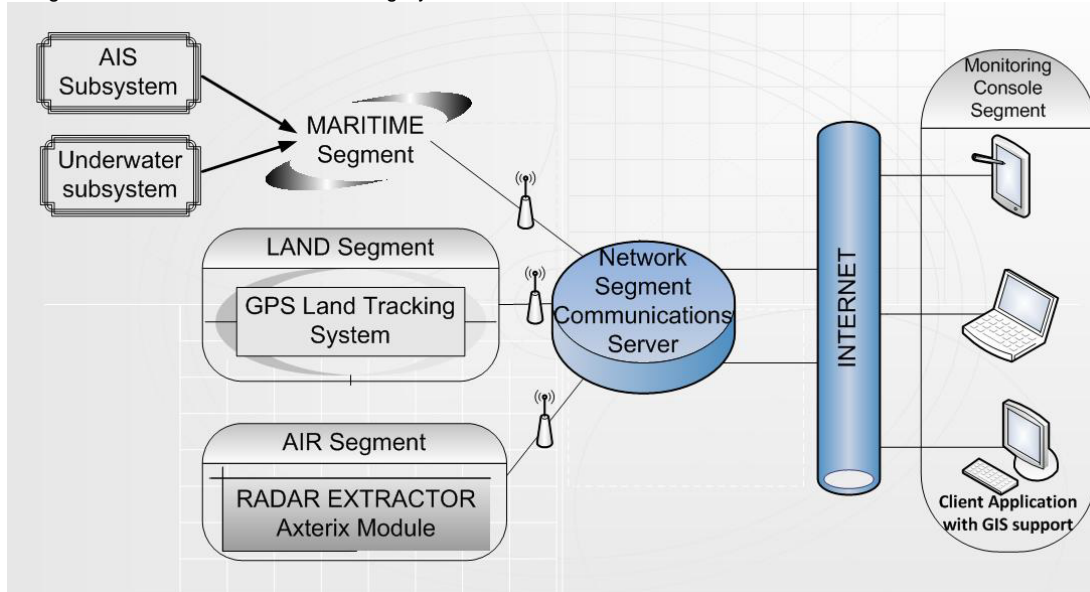 AIS
Subsystem
Underwater
subsystem
MARITIME
Segment
LAND Segment
GPS Land Tracking
System
AIR Segment
RADAR EXTRACTOR
Axterix Module
Network
Segment
Communications
Server
INTERNET
Monitoring
Console
Segment
Client Application
with GIS support